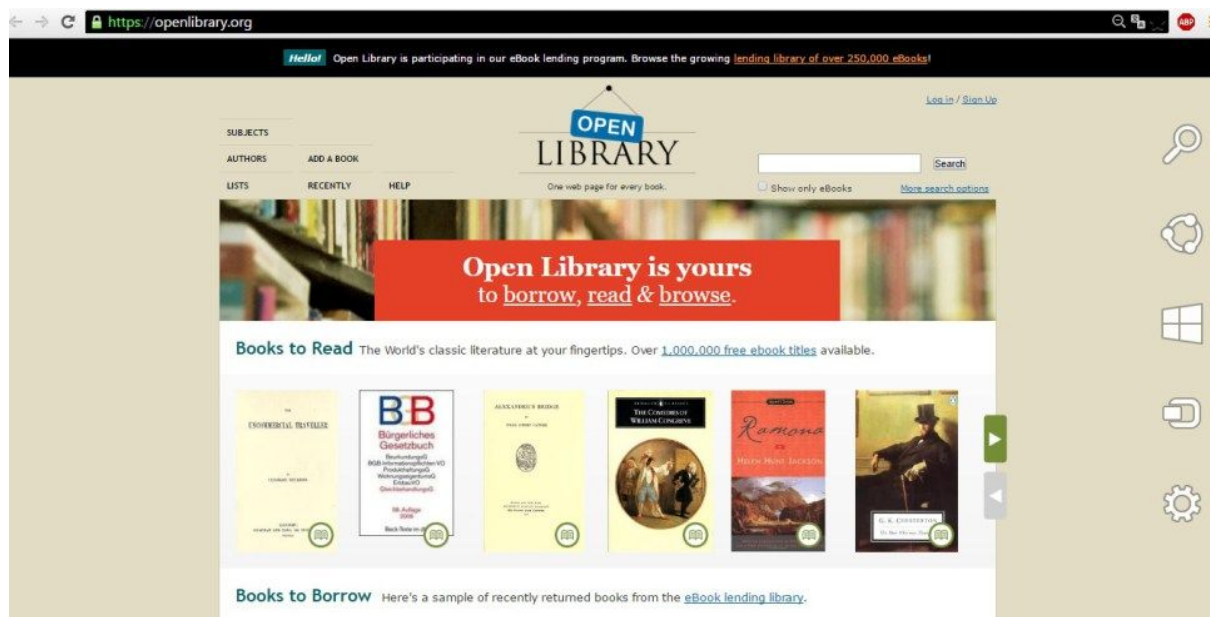 https://openlibrary.org
ABP
Hello! Open Library is participating in our eBook lending program. Browse the growing lending library of over 250,000 eBooks!
Log in / Sign Up
OPEN
LIBRARY
One web page for every book.
SUBJECTS
AUTHORS ADD A BOOK
LISTS RECENTLY HELP
Search
Show only eBooks More search options
Open Library is yours
to borrow, read & browse.
Books to Read The World's classic literature at your fingertips. Over 1,000,000 free ebook titles available.
UNCOMMERCIAL TRAVELLER
BGB
Bürgerliches
Gesetzbuch
ALEXANDER'S BRIDGE
THE COMEDIES OF
WILLIAM CONGREVE
Ramona
HELEN HUNT JACKSON
G. K. CHESTERTON
Books to Borrow Here's a sample of recently returned books from the eBook lending library.